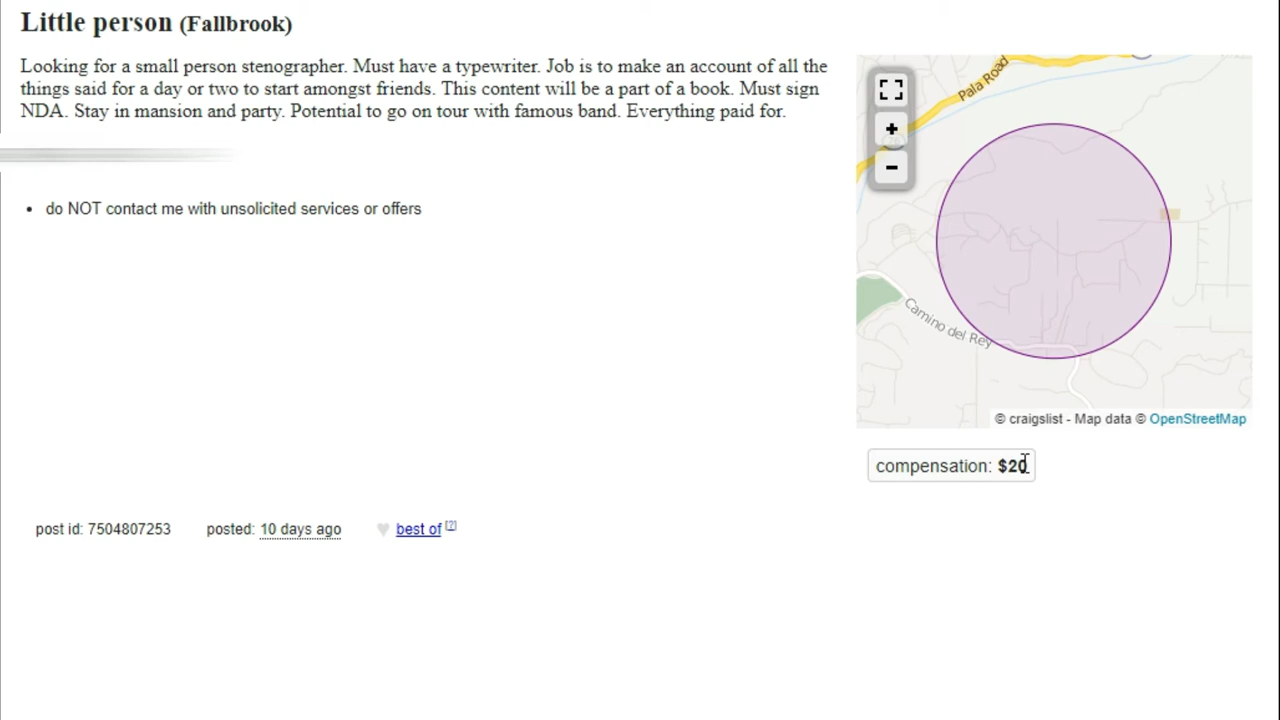 Little person (Fallbrook)
Looking for a small person stenographer. Must have a typewriter. Job is to make an account of all the
things said for a day or two to start amongst friends. This content will be a part of a book. Must sign
NDA. Stay in mansion and party. Potential to go on tour with famous band. Everything paid for.
• do NOT contact me with unsolicited services or offers
Pala Road
+
-
Camino del Rey
© craigslist - Map data © OpenStreetMap
compensation: $20
post id: 7504807253 posted: 10 days ago ♥ best of [?]